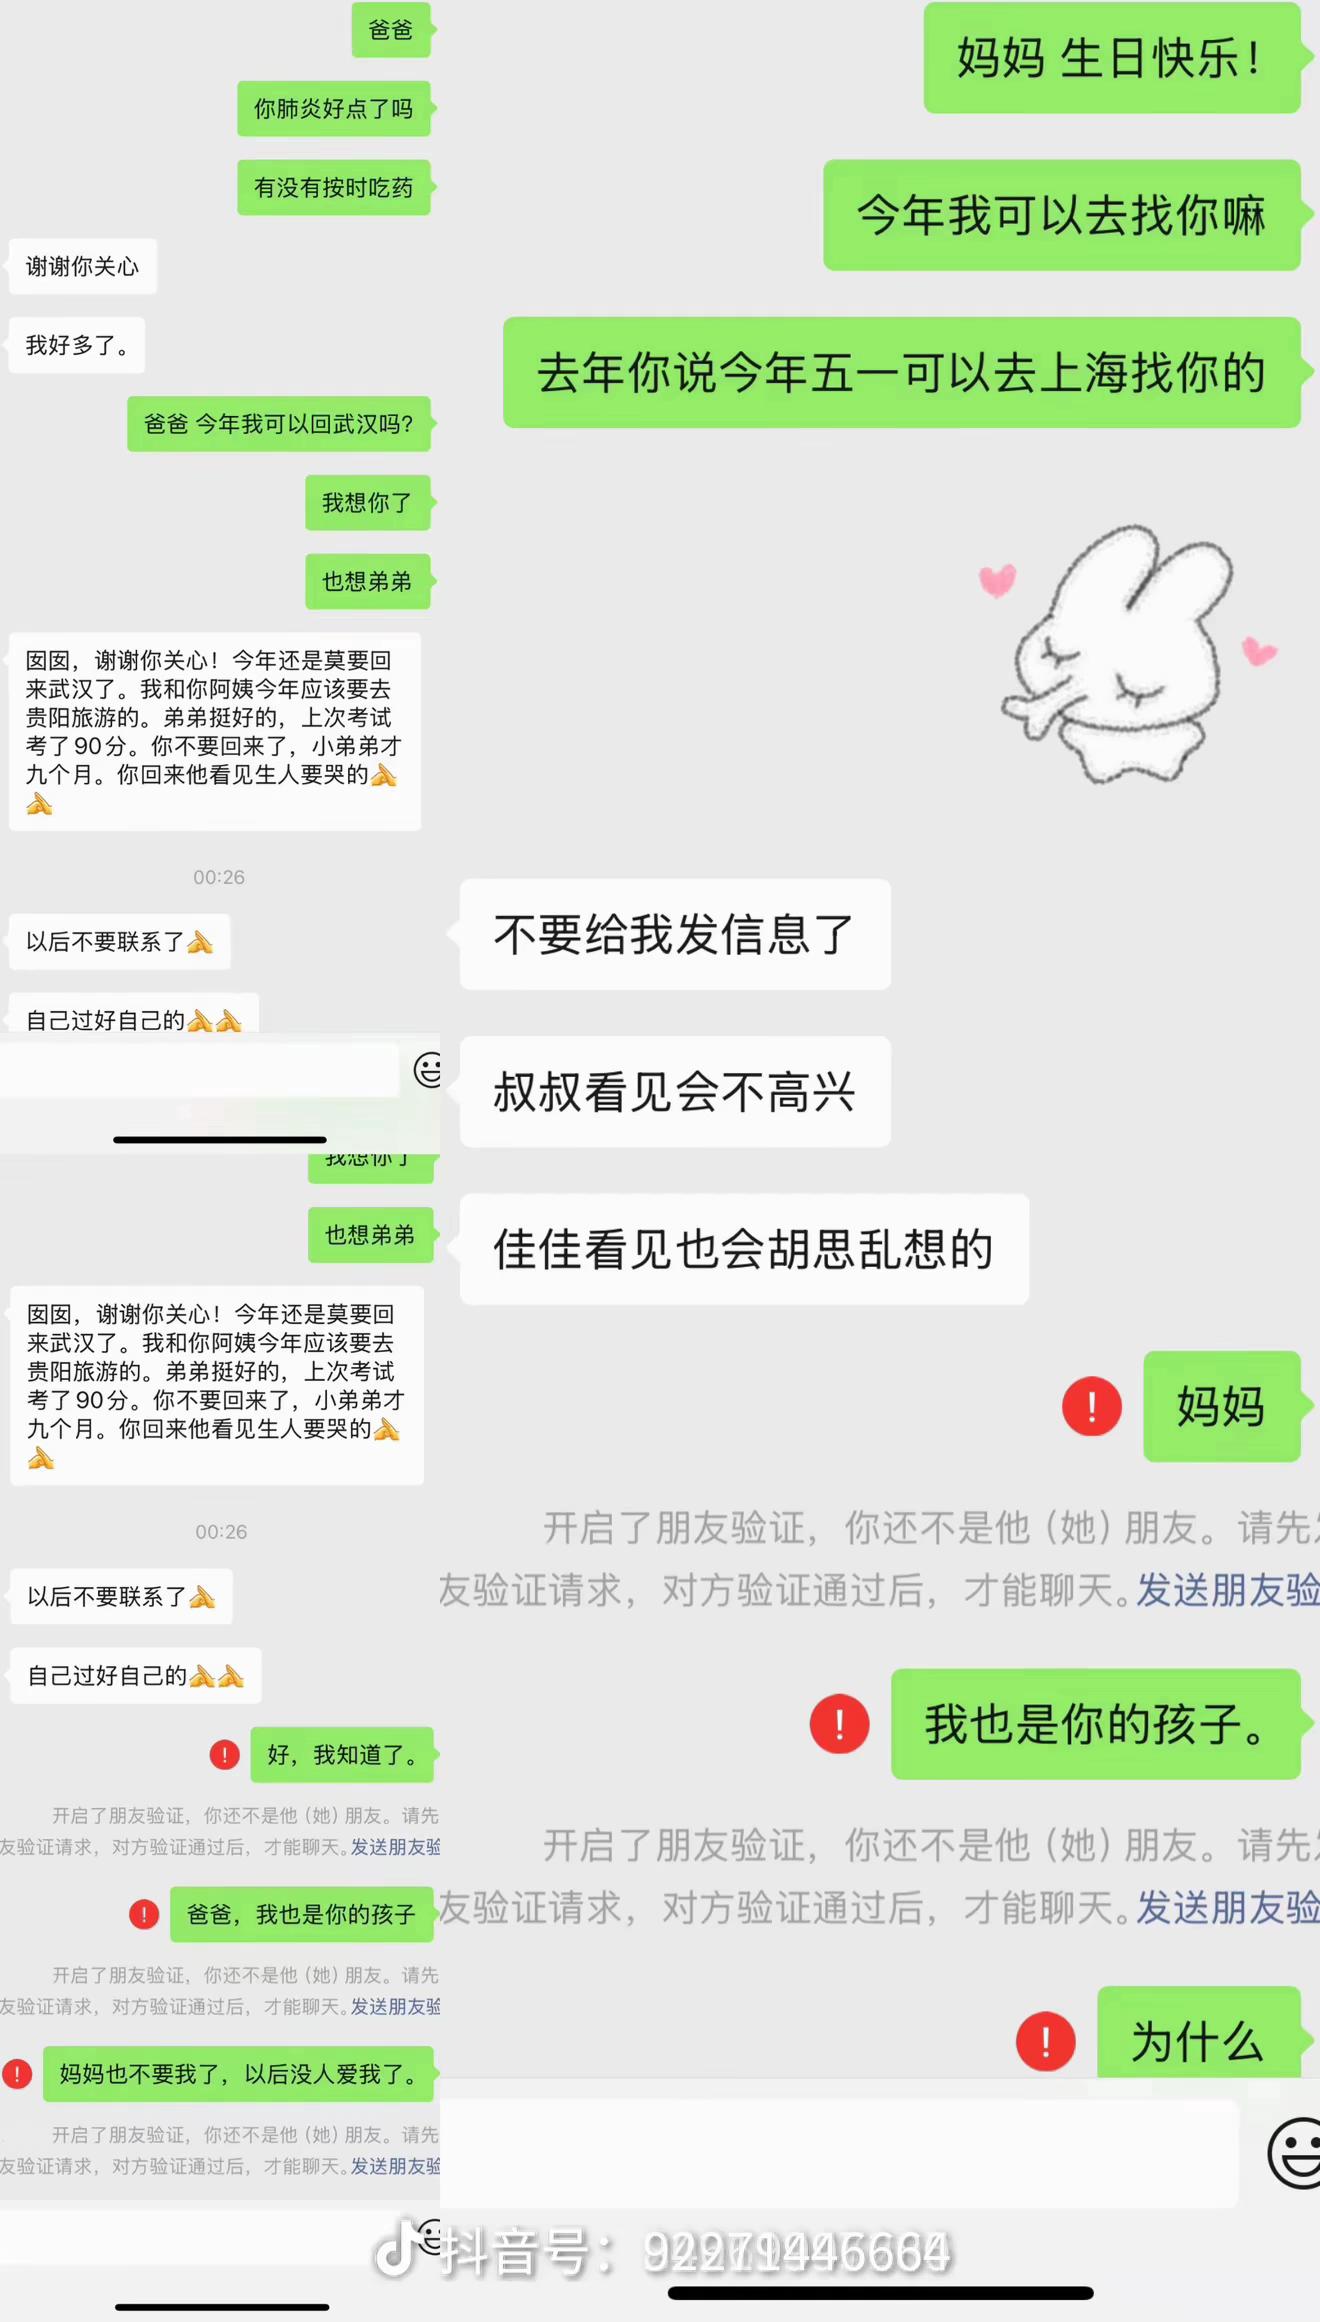 爸爸
你肺炎好点了吗
有没有按时吃药
谢谢你关心
我好多了。
爸爸 今年我可以回武汉吗?
我想你了
也想弟弟
囡囡，谢谢你关心！今年还是莫要回
来武汉了。我和你阿姨今年应该要去
贵阳旅游的。弟弟挺好的，上次考试
考了90分。你不要回来了，小弟弟才
九个月。你回来他看见生人要哭的🙏
🙏
00:26
以后不要联系了🙏
自己过好自己的🙏🙏
我想你了
也想弟弟
囡囡，谢谢你关心！今年还是莫要回
来武汉了。我和你阿姨今年应该要去
贵阳旅游的。弟弟挺好的，上次考试
考了90分。你不要回来了，小弟弟才
九个月。你回来他看见生人要哭的🙏
🙏
00:26
以后不要联系了🙏
自己过好自己的🙏🙏
好，我知道了。
开启了朋友验证，你还不是他（她）朋友。请先
友验证请求，对方验证通过后，才能聊天。发送朋友验
爸爸，我也是你的孩子
开启了朋友验证，你还不是他（她）朋友。请先
友验证请求，对方验证通过后，才能聊天。发送朋友验
妈妈也不要我了，以后没人爱我了。
开启了朋友验证，你还不是他（她）朋友。请先
友验证请求，对方验证通过后，才能聊天。发送朋友验
妈妈 生日快乐！
今年我可以去找你嘛
去年你说今年五一可以去上海找你的
不要给我发信息了
叔叔看见会不高兴
佳佳看见也会胡思乱想的
妈妈
开启了朋友验证，你还不是他（她）朋友。请先
友验证请求，对方验证通过后，才能聊天。发送朋友验
我也是你的孩子。
开启了朋友验证，你还不是他（她）朋友。请先
友验证请求，对方验证通过后，才能聊天。发送朋友验
为什么
抖音号：